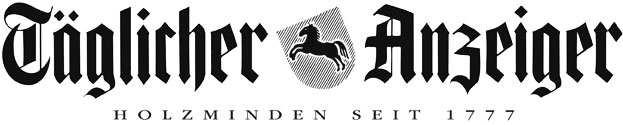 Täglicher Anzeiger
HOLZMINDEN SEIT 1777